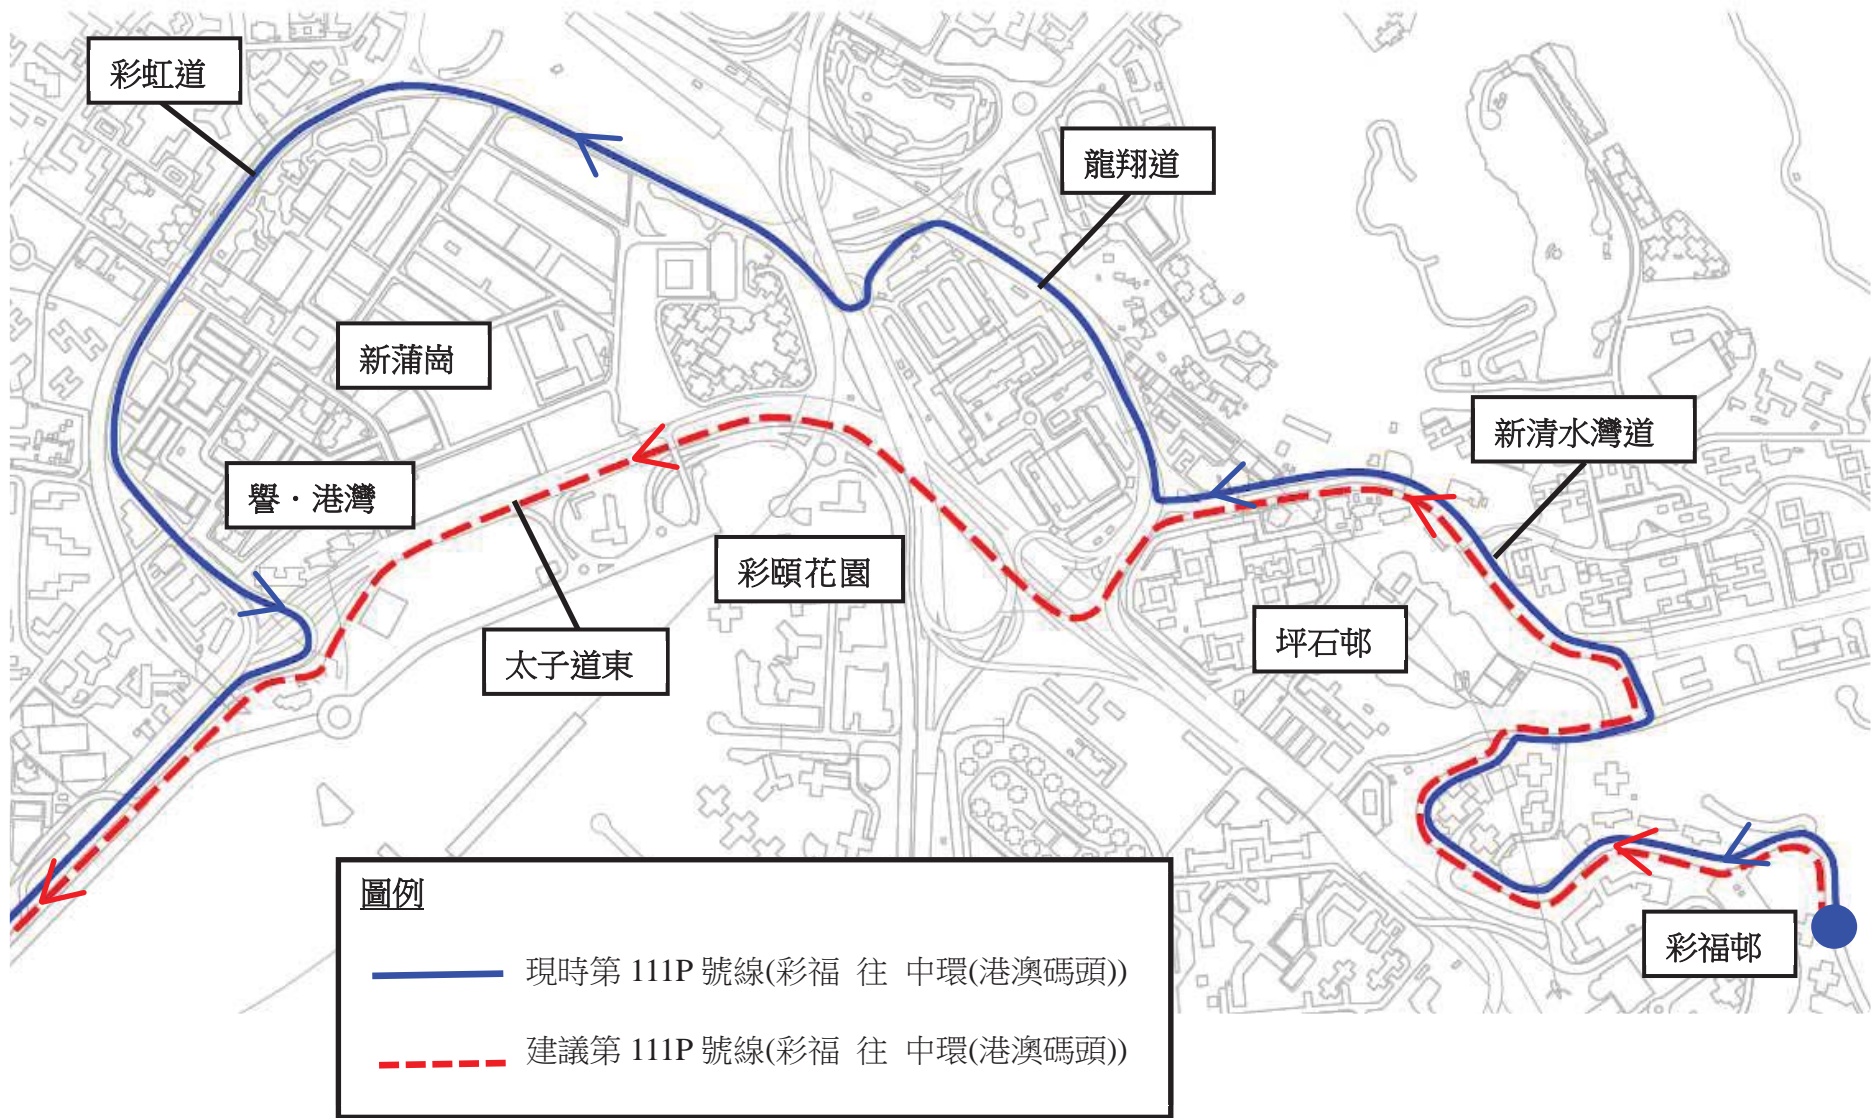 彩虹道
龍翔道
新蒲崗
新清水灣道
譽．港灣
彩頤花園
坪石邨
太子道東
彩福邨
圖例
現時第 111P 號線(彩福 往 中環(港澳碼頭))
建議第 111P 號線(彩福 往 中環(港澳碼頭))